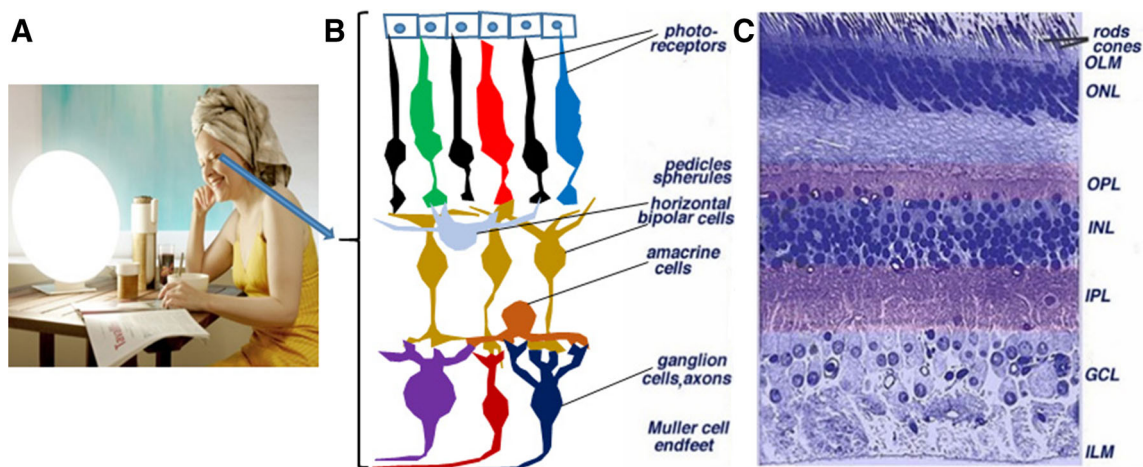 A
B
C
photo-
receptors
pedicles
spherules
horizontal
bipolar cells
amacrine
cells
ganglion
cells,axons
Muller cell
endfeet
rods
cones
OLM
ONL
OPL
INL
IPL
GCL
ILM